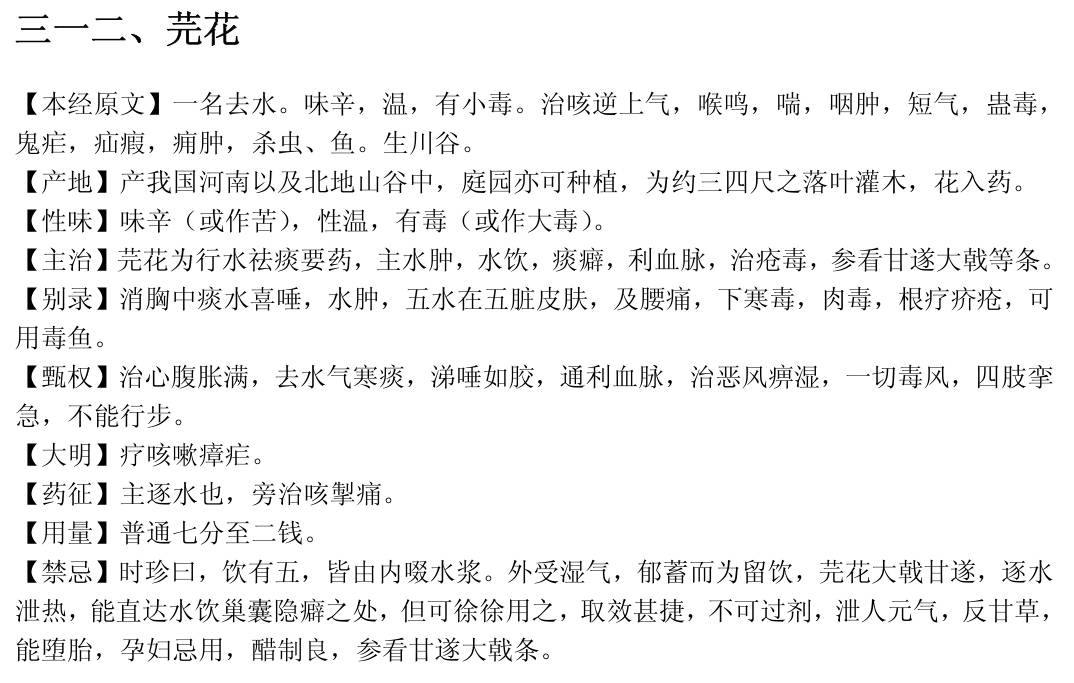 三一二、芫花
【本经原文】一名去水。味辛，温，有小毒。治咳逆上气，喉鸣，喘，咽肿，短气，蛊毒，
鬼疟，疝瘕，痈肿，杀虫、鱼。生川谷。
【产地】产我国河南以及北地山谷中，庭园亦可种植，为约三四尺之落叶灌木，花入药。
【性味】味辛（或作苦），性温，有毒（或作大毒）。
【主治】芫花为行水祛痰要药，主水肿，水饮，痰癖，利血脉，治疮毒，参看甘遂大戟等条。
【别录】消胸中痰水喜唾，水肿，五水在五脏皮肤，及腰痛，下寒毒，肉毒，根疗疥疮，可
用毒鱼。
【甄权】治心腹胀满，去水气寒痰，涕唾如胶，通利血脉，治恶风痹湿，一切毒风，四肢挛
急，不能行步。
【大明】疗咳嗽瘴疟。
【药征】主逐水也，旁治咳掣痛。
【用量】普通七分至二钱。
【禁忌】时珍曰，饮有五，皆由内啜水浆。外受湿气，郁蓄而为留饮，芫花大戟甘遂，逐水
泄热，能直达水饮巢囊隐癖之处，但可徐徐用之，取效甚捷，不可过剂，泄人元气，反甘草，
能堕胎，孕妇忌用，醋制良，参看甘遂大戟条。